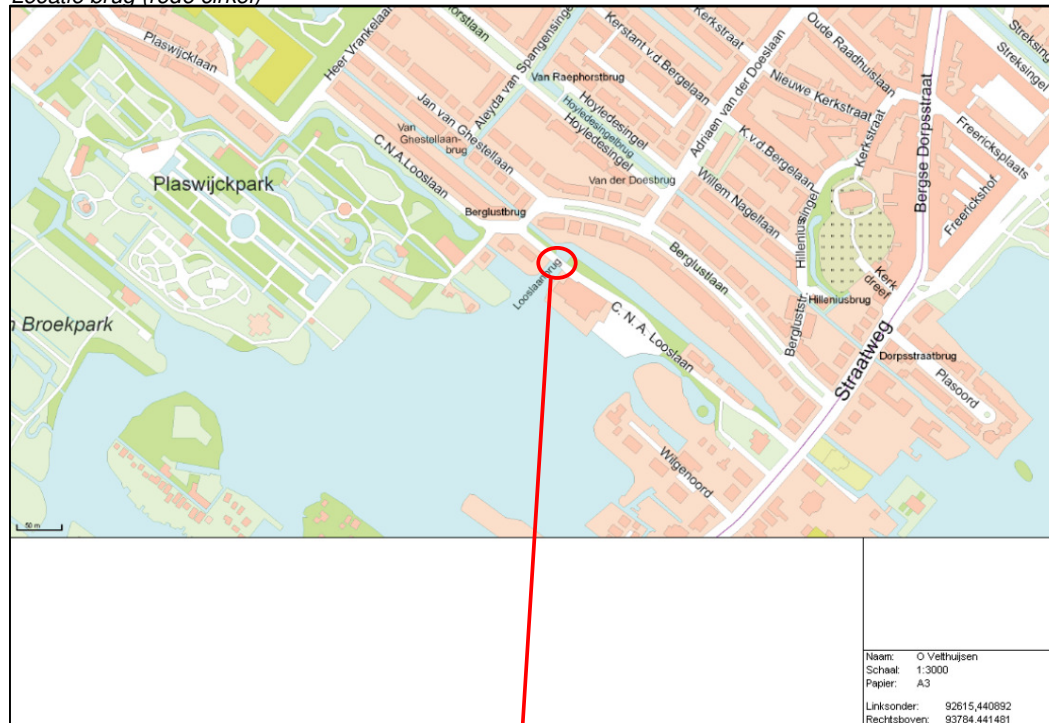 Locatie brug (rode cirkel)
Plaswijcklaan
Heer Vrankelaan
Aleyda van Spangensingel
Kerstant v.d.Bergelaan
Kerkstraat
Oude Raadhuislaan
Streksingel
Streksingel
Van Raephorstbrug
Nieuwe Kerkstraat
Adriaen van der Doeslaan
Bergse Dorpsstraat
Jan van Ghestellaan
Hoyledesingel
Hoyledesingelbrug
Hoyledesingel
Kerkstraat
Freericksplaats
Van
Ghestellaan-
brug
K.v.d.Bergelaan
C.N.A.Looslaan
Van der Doesbrug
Willem Nagellaan
Plaswijckpark
Freerickshof
Berglustbrug
Hilleniussingel
Kerk
dreef
Berglustlaan
Looslaanbrug
Hilleniusbrug
Berglluststr.
C. N. A. Looslaan
n Broekpark
Straatweg
Dorpsstraatbrug
Plasoord
Wilgenoord
50 m
Naam: O Velthuijsen
Schaal: 1:3000
Papier: A3
Linksonder: 92615,440892
Rechtsboven: 93784,441481